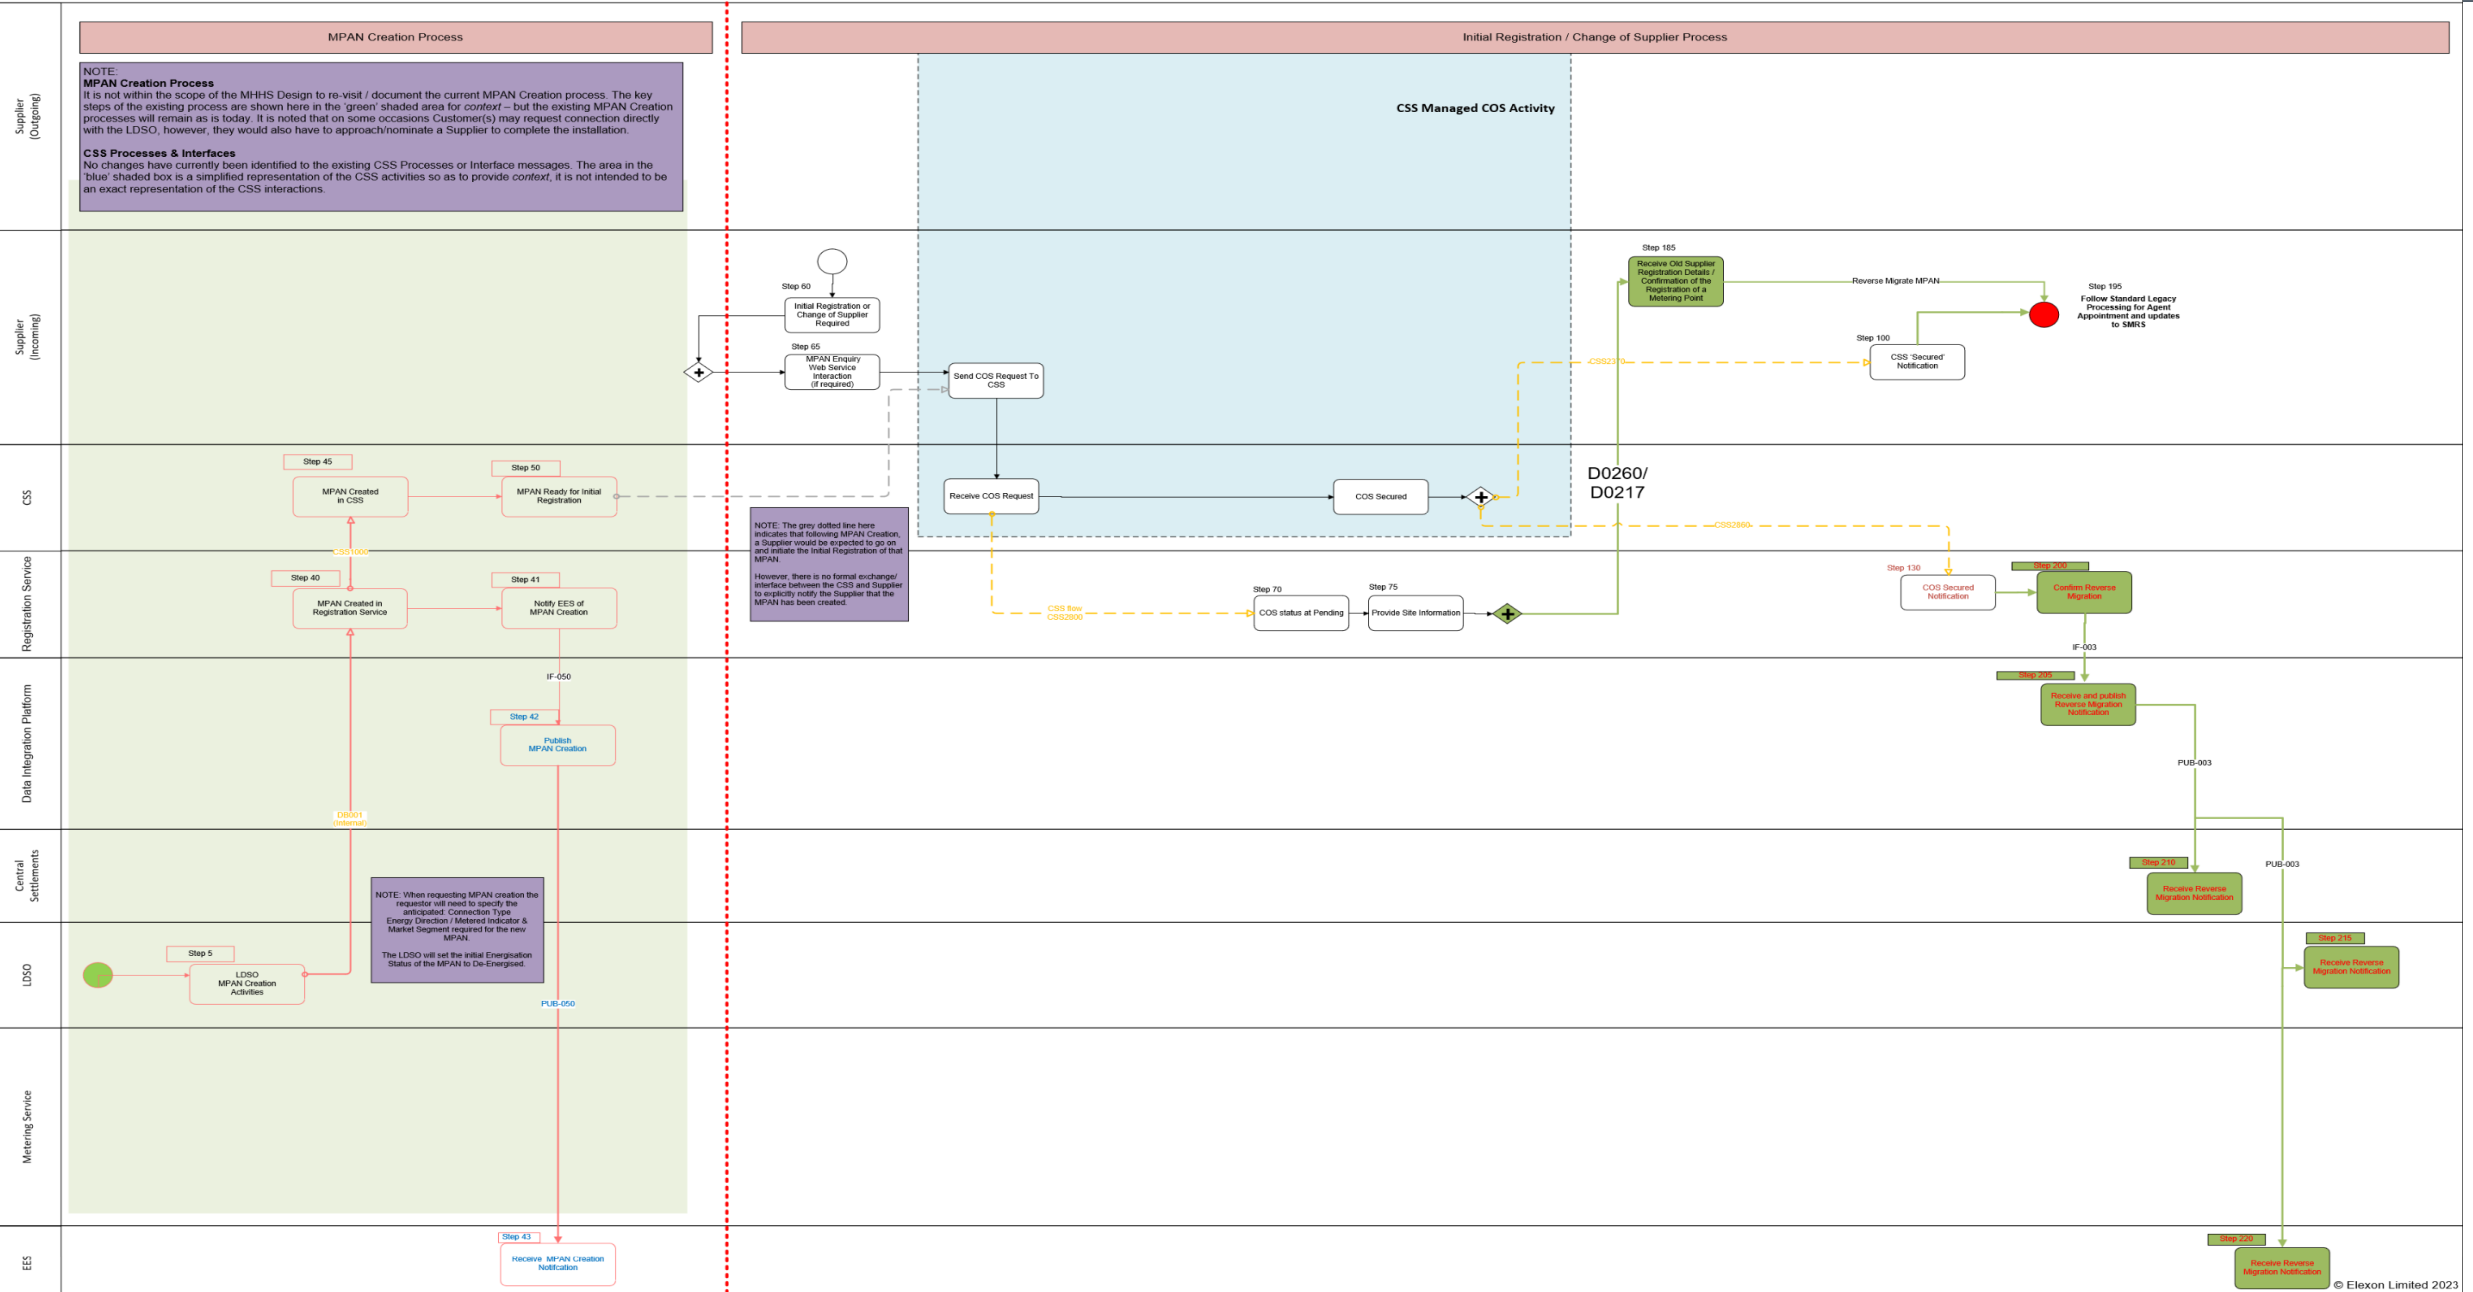 MPAN Creation Process
Initial Registration / Change of Supplier Process
Supplier
(Outgoing)
NOTE:
MPAN Creation Process
It is not within the scope of the MHHS Design to re-visit / document the current MPAN Creation process. The key
steps of the existing process are shown here in the 'green' shaded area for context – but the existing MPAN Creation
processes will remain as is today. It is noted that on some occasions Customer(s) may request connection directly
with the LDSO, however, they would also have to approach/nominate a Supplier to complete the installation.
CSS Processes & Interfaces
No changes have currently been identified to the existing CSS Processes or Interface messages. The area in the
'blue' shaded box is a simplified representation of the CSS activities so as to provide context, it is not intended to be
an exact representation of the CSS interactions.
CSS Managed COS Activity
Supplier
(Incoming)
Step 60
Initial Registration or
Change of Supplier
Required
Step 65
MPAN Enquiry
Web Service
Interaction
(if required)
Send COS Request To
CSS
Step 185
Receive Old Supplier
Registration Details /
Confirmation of the
Registration of a
Metering Point
Reverse Migrate MPAN
Step 195
Follow Standard Legacy
Processing for Agent
Appointment and updates
to SMRS
Step 100
CSS 'Secured'
Notification
CSS2370
CSS
Step 45
MPAN Created
in CSS
Step 50
MPAN Ready for Initial
Registration
Receive COS Request
COS Secured
D0260/
D0217
CSS2860
NOTE: The grey dotted line here
indicates that following MPAN Creation,
a Supplier would be expected to go on
and initiate the Initial Registration of that
MPAN.
However, there is no formal exchange/
interface between the CSS and Supplier
to explicitly notify the Supplier that the
MPAN has been created.
CSS1000
Registration Service
Step 40
MPAN Created in
Registration Service
Step 41
Notify EES of
MPAN Creation
CSS flow
CSS2800
Step 70
COS status at Pending
Step 75
Provide Site Information
Step 130
COS Secured
Notification
Step 200
Confirm Reverse
Migration
IF-003
Data Integration Platform
IF-050
Step 42
Publish
MPAN Creation
DB001
(Internal)
Step 205
Receive and publish
Reverse Migration
Notification
PUB-003
Central
Settlements
PUB-003
Step 210
Receive Reverse
Migration Notification
NOTE: When requesting MPAN creation the
requestor will need to specify the
anticipated: Connection Type
Energy Direction / Metered Indicator &
Market Segment required for the new
MPAN.
The LDSO will set the initial Energisation
Status of the MPAN to De-Energised.
LDSO
Step 5
LDSO
MPAN Creation
Activities
PUB-050
Step 215
Receive Reverse
Migration Notification
Metering Service
EES
Step 43
Receive MPAN Creation
Notifcation
Step 220
Receive Reverse
Migration Notification
© Elexon Limited 2023